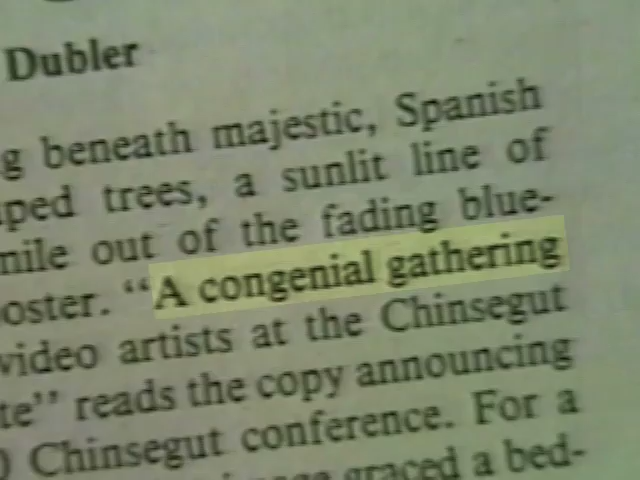 Dubler
g beneath majestic, Spanish
ped trees, a sunlit line of
mile out of the fading blue-
oster. “A congenial gathering
video artists at the Chinsegut
te” reads the copy announcing
) Chinsegut conference. For a
graced a bed-